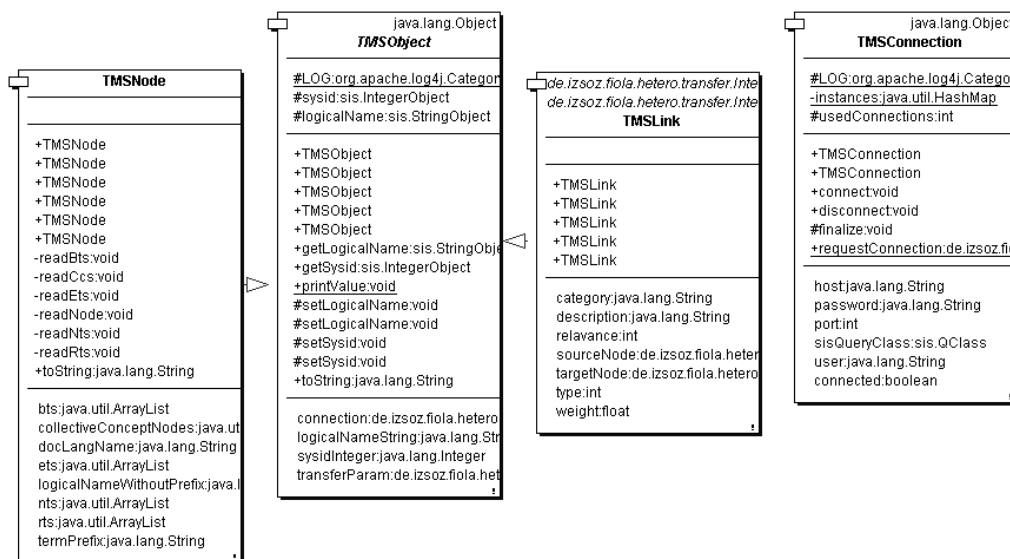 TMSNode
+TMSNode
+TMSNode
+TMSNode
+TMSNode
+TMSNode
+TMSNode
-readBts:void
-readCcs:void
-readEts:void
-readNode:void
-readNts:void
-readRts:void
+toString:java.lang.String
bts:java.util.ArrayList
collectiveConceptNodes:java.ut
docLangName:java.lang.String
ets:java.util.ArrayList
logicalNameWithoutPrefix:java.l
nts:java.util.ArrayList
rts:java.util.ArrayList
termPrefix:java.lang.String
java.lang.Object
TMSObject
#LOG:org.apache.log4j.Categor
#sysid:sis.IntegerObject
#logicalName:sis.StringObject
+TMSObject
+TMSObject
+TMSObject
+TMSObject
+TMSObject
+getLogicalName:sis.StringObje
+getSysid:sis.IntegerObject
+printValue:void
#setLogicalName:void
#setLogicalName:void
#setSysid:void
#setSysid:void
+toString:java.lang.String
connection:de.izsoz.fiola.hetero
logicalNameString:java.lang.Str
sysidInteger:java.lang.Integer
transferParam:de.izsoz.fiola.het
de.izsoz.fiola.hetero.transfer.Inte
de.izsoz.fiola.hetero.transfer.Inte
TMSLink
+TMSLink
+TMSLink
+TMSLink
+TMSLink
+TMSLink
category:java.lang.String
description:java.lang.String
relavance:int
sourceNode:de.izsoz.fiola.heter
targetNode:de.izsoz.fiola.hetero
type:int
weight:float
java.lang.Object
TMSConnection
#LOG:org.apache.log4j.Catego
-instances:java.util.HashMap
#usedConnections:int
+TMSConnection
+TMSConnection
+connect:void
+disconnect:void
#finalize:void
+requestConnection:de.izsoz.fio
host:java.lang.String
password:java.lang.String
port:int
sisQueryClass:sis.QClass
user:java.lang.String
connected:boolean